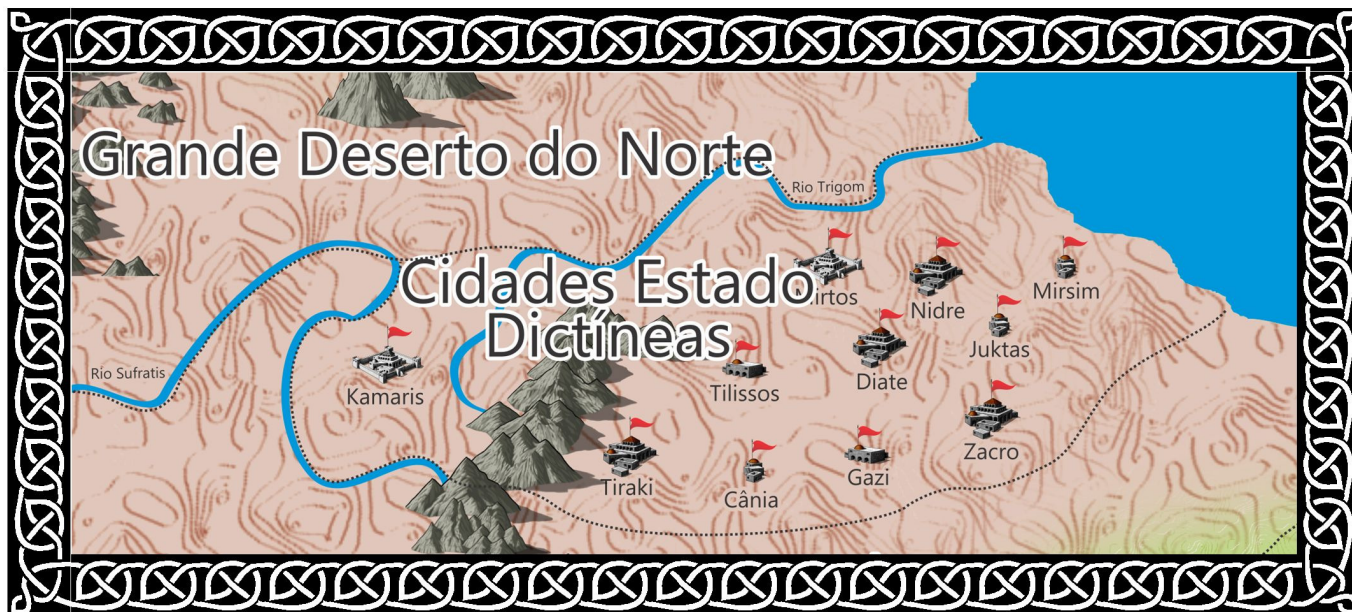 Grande Deserto do Norte
Rio Trigom
Cidades Estado
Dictíneas
Mirtos
Nidre
Mirsim
Juktas
Rio Sufratis
Kamaris
Tilissos
Diate
Zacro
Tiraki
Cânia
Gazi